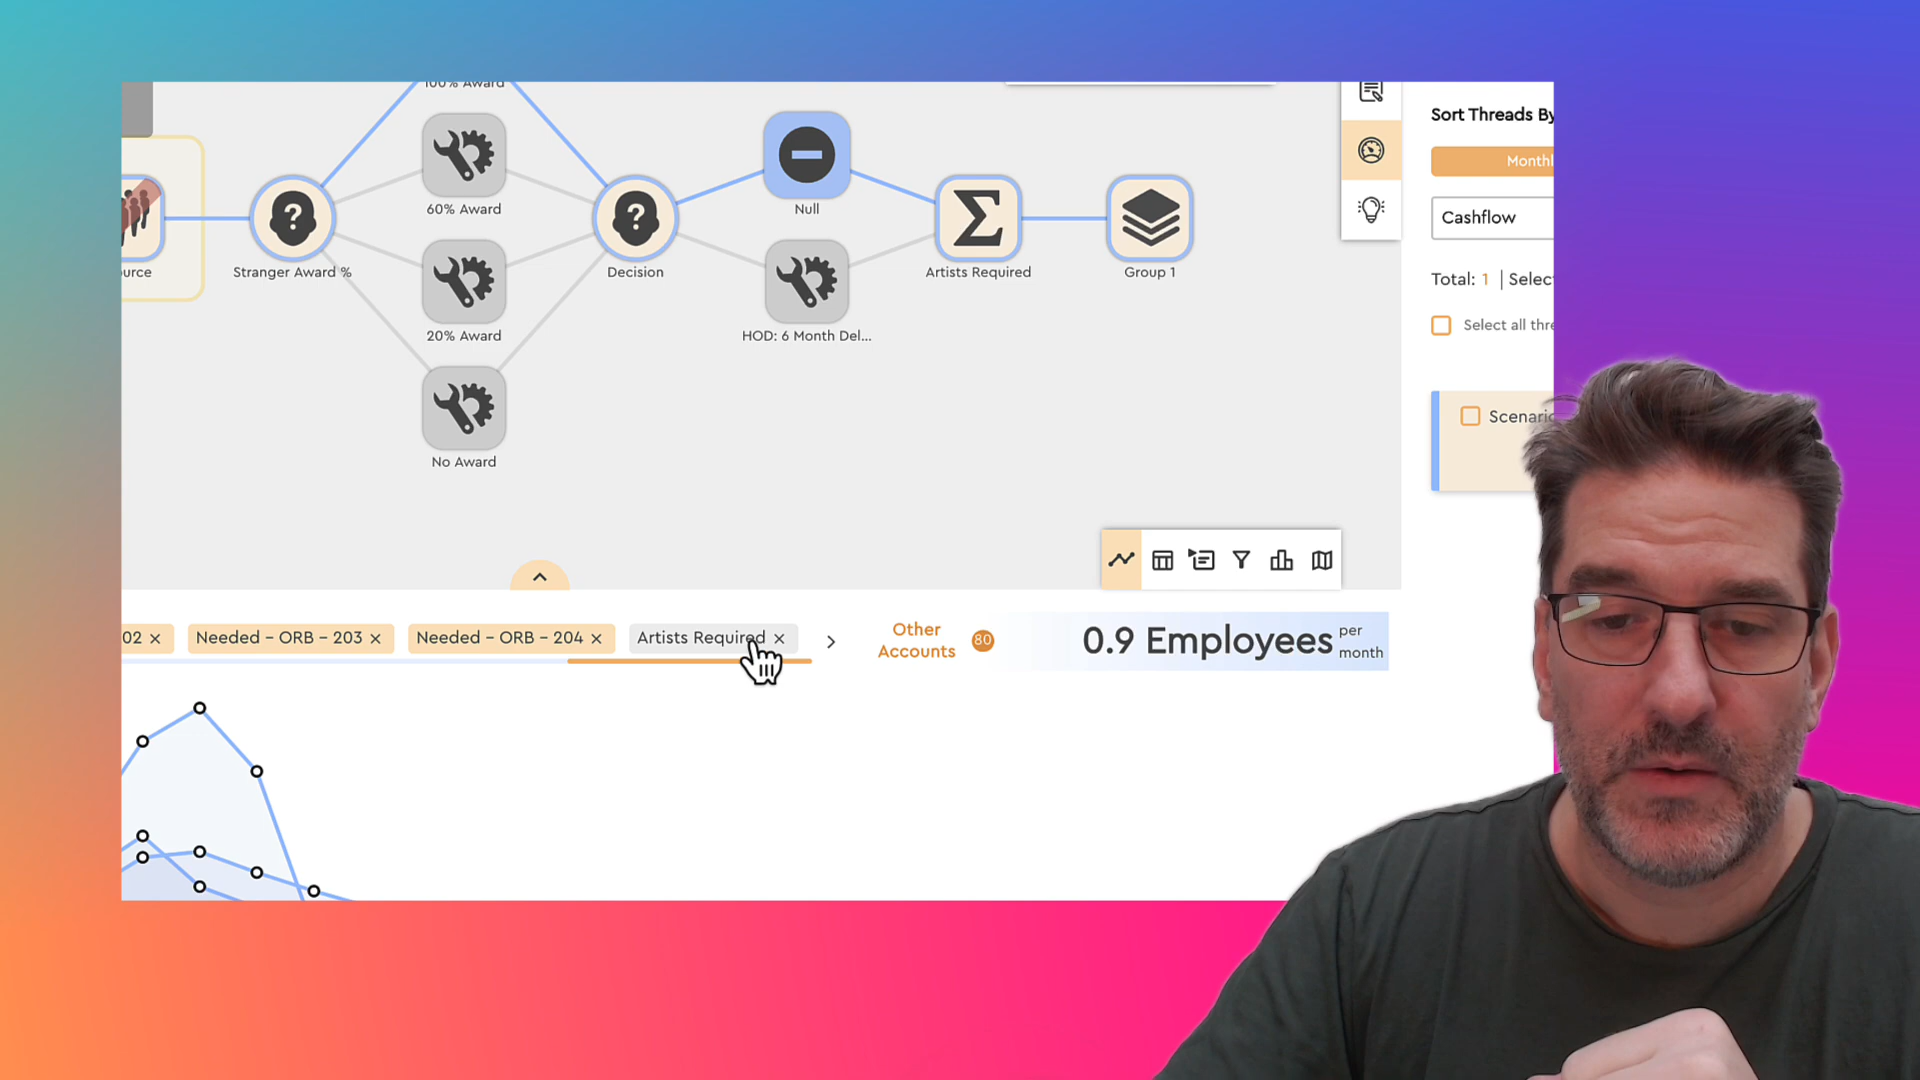 100% Award
60% Award
Null
urce
Stranger Award %
Decision
Artists Required
Group 1
20% Award
HOD: 6 Month Del...
No Award
Sort Threads By
Monthl
Cashflow
Total: 1 | Selec
Select all thre
Scenario
02 ×
Needed - ORB - 203 ×
Needed - ORB - 204 ×
Artists Required ×
Other
Accounts
80
0.9 Employees per
month